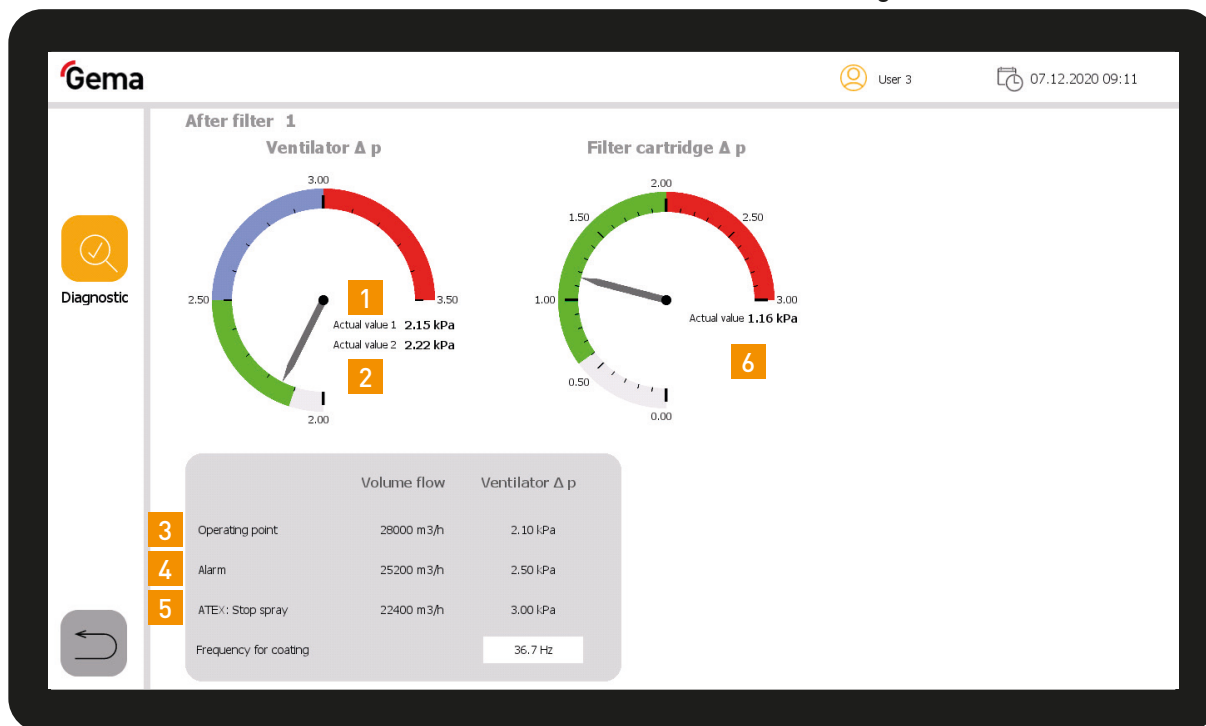 Gema
User 3
07.12.2020 09:11
Diagnostic
After filter 1
Ventilator Δ p
3.00
2.50
3.50
2.00
1
Actual value 1 2.15 kPa
Actual value 2 2.22 kPa
2
Filter cartridge Δ p
2.00
1.50
2.50
1.00
3.00
0.50
0.00
Actual value 1.16 kPa
6
Volume flow Ventilator Δ p
3 Operating point 28000 m3/h 2.10 kPa
4 Alarm 25200 m3/h 2.50 kPa
5 ATEX: Stop spray 22400 m3/h 3.00 kPa
Frequency for coating 36.7 Hz